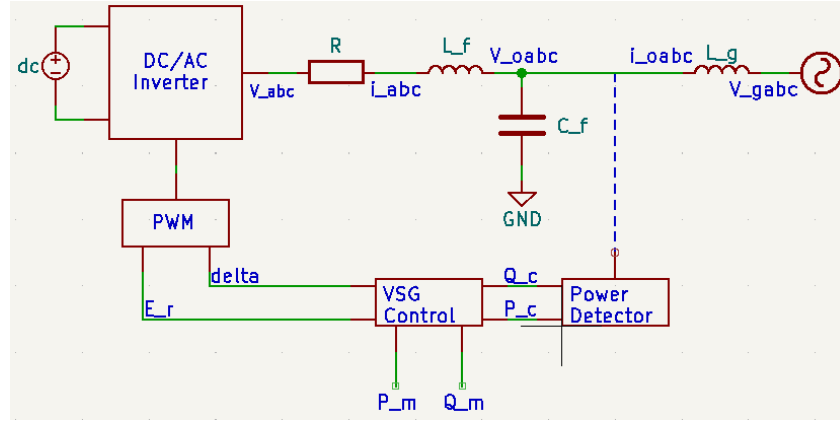 R
L_f
V_oabc
i_oabc
L_g
dc
DC/AC
Inverter
V_abc
i_abc
V_gabc
C_f
GND
PWM
delta
E_r
VSG
Control
Q_c
P_c
Power
Detector
P_m
Q_m